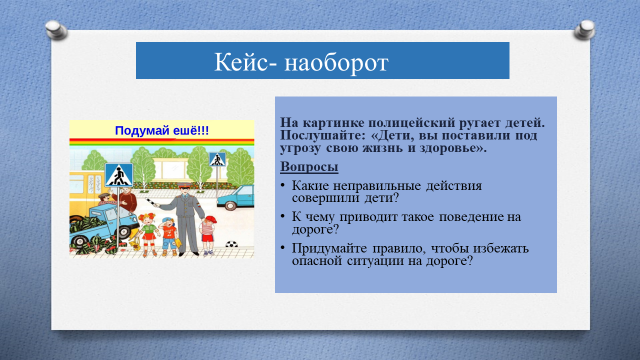 Кейс- наоборот
Подумай ешё!!!
На картинке полицейский ругает детей.
Послушайте: «Дети, вы поставили под
угрозу свою жизнь и здоровье».
Вопросы
• Какие неправильные действия
совершили дети?
• К чему приводит такое поведение на
дороге?
• Придумайте правило, чтобы избежать
опасной ситуации на дороге?